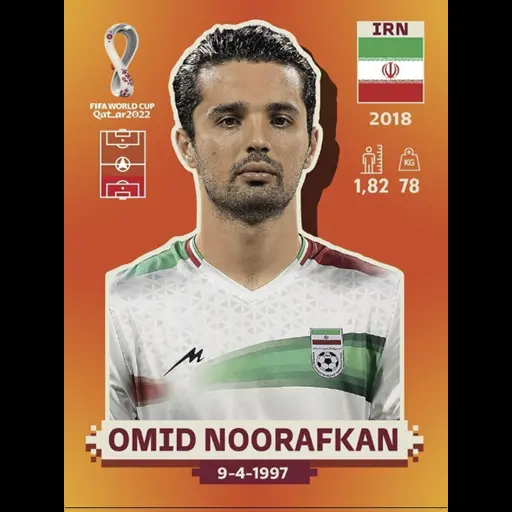 IRN
FIFA WORLD CUP
Qatar2022
2018
KG
1,82 78
OMID NOORAFKAN
9-4-1997